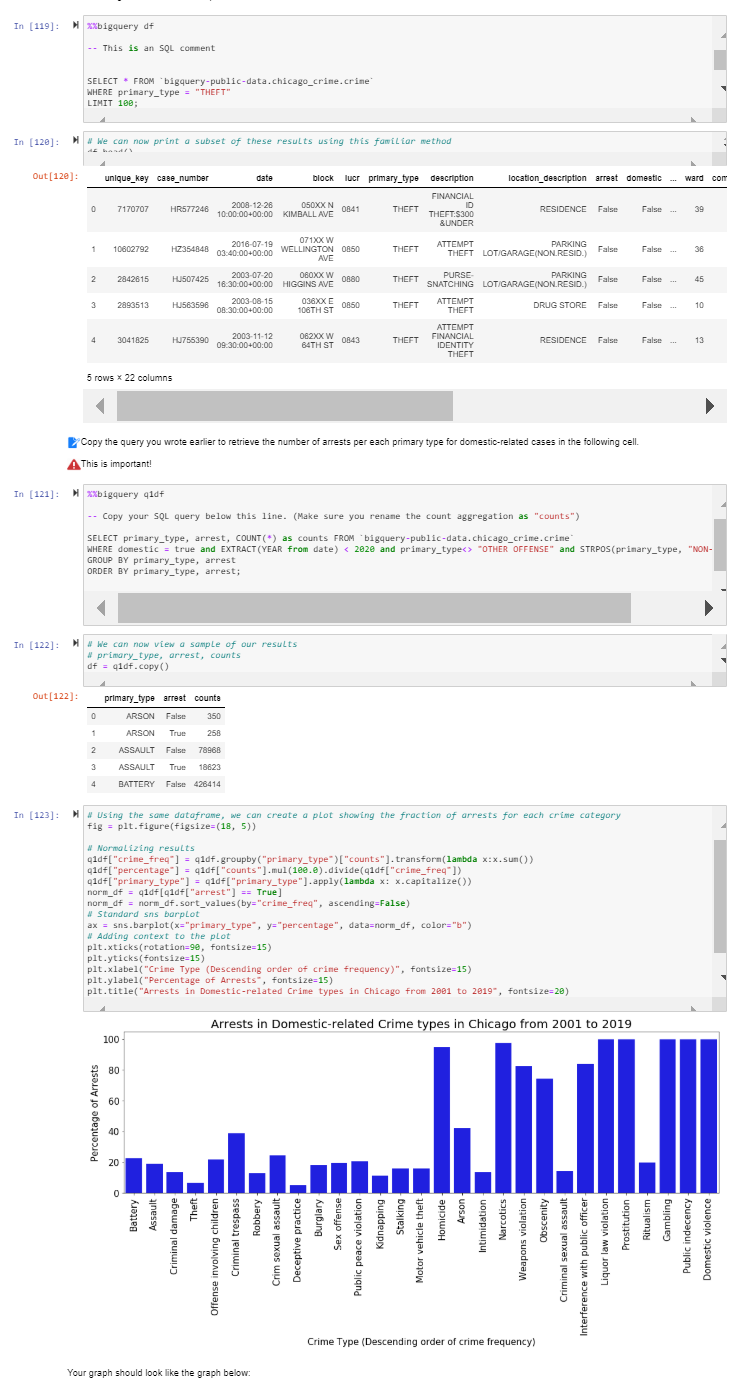 In [119]:
%%bigquery df
-- This is an SQL comment
SELECT * FROM `bigquery-public-data.chicago_crime.crime`
WHERE primary_type = "THEFT"
LIMIT 100;
In [120]:
# We can now print a subset of these results using this familiar method
df.head()
Out[120]:
unique_key case_number date block iucr primary_type description location_description arrest domestic ... ward com
0 7170707 HR577246 2008-12-26 10:00:00+00:00 050XX N KIMBALL AVE 0841 THEFT FINANCIAL ID THEFT:$300 &UNDER RESIDENCE False False ... 39
1 10602792 HZ354848 2016-07-19 03:40:00+00:00 071XX W WELLINGTON AVE 0850 THEFT ATTEMPT THEFT PARKING LOT/GARAGE(NON.RESID.) False False ... 36
2 2842615 HJ507425 2003-07-20 16:30:00+00:00 060XX W HIGGINS AVE 0880 THEFT PURSE-SNATCHING PARKING LOT/GARAGE(NON.RESID.) False False ... 45
3 2893513 HJ563596 2003-08-15 08:30:00+00:00 036XX E 106TH ST 0850 THEFT ATTEMPT THEFT DRUG STORE False False ... 10
4 3041825 HJ755390 2003-11-12 09:30:00+00:00 062XX W 64TH ST 0843 THEFT ATTEMPT FINANCIAL IDENTITY THEFT RESIDENCE False False ... 13
5 rows × 22 columns
Copy the query you wrote earlier to retrieve the number of arrests per each primary type for domestic-related cases in the following cell.
This is important!
In [121]:
%%bigquery q1df
-- Copy your SQL query below this line. (Make sure you rename the count aggregation as "counts")
SELECT primary_type, arrest, COUNT(*) as counts FROM `bigquery-public-data.chicago_crime.crime`
WHERE domestic = true and EXTRACT(YEAR from date) < 2020 and primary_type<> "OTHER OFFENSE" and STRPOS(primary_type, "NON-
GROUP BY primary_type, arrest
ORDER BY primary_type, arrest;
In [122]:
# We can now view a sample of our results
# primary_type, arrest, counts
df = q1df.copy()
Out[122]:
primary_type arrest counts
0 ARSON False 350
1 ARSON True 258
2 ASSAULT False 78968
3 ASSAULT True 18623
4 BATTERY False 426414
In [123]:
# Using the same dataframe, we can create a plot showing the fraction of arrests for each crime category
fig = plt.figure(figsize=(18, 5))
# Normalizing results
q1df["crime_freq"] = q1df.groupby("primary_type")["counts"].transform(lambda x:x.sum())
q1df["percentage"] = q1df["counts"].mul(100.0).divide(q1df["crime_freq"])
q1df["primary_type"] = q1df["primary_type"].apply(lambda x: x.capitalize())
norm_df = q1df[q1df["arrest"] == True]
norm_df = norm_df.sort_values(by="crime_freq", ascending=False)
# Standard sns barplot
ax = sns.barplot(x="primary_type", y="percentage", data=norm_df, color="b")
# Adding context to the plot
plt.xticks(rotation=90, fontsize=15)
plt.yticks(fontsize=15)
plt.xlabel("Crime Type (Descending order of crime frequency)", fontsize=15)
plt.ylabel("Percentage of Arrests", fontsize=15)
plt.title("Arrests in Domestic-related Crime types in Chicago from 2001 to 2019", fontsize=20)
Arrests in Domestic-related Crime types in Chicago from 2001 to 2019
Percentage of Arrests
100
80
60
40
20
0
Battery
Assault
Criminal damage
Theft
Offense involving children
Criminal trespass
Robbery
Crim sexual assault
Deceptive practice
Burglary
Sex offense
Public peace violation
Kidnapping
Stalking
Motor vehicle theft
Homicide
Arson
Intimidation
Narcotics
Weapons violation
Obscenity
Criminal sexual assault
Interference with public officer
Liquor law violation
Prostitution
Ritualism
Gambling
Public indecency
Domestic violence
Crime Type (Descending order of crime frequency)
Your graph should look like the graph below: